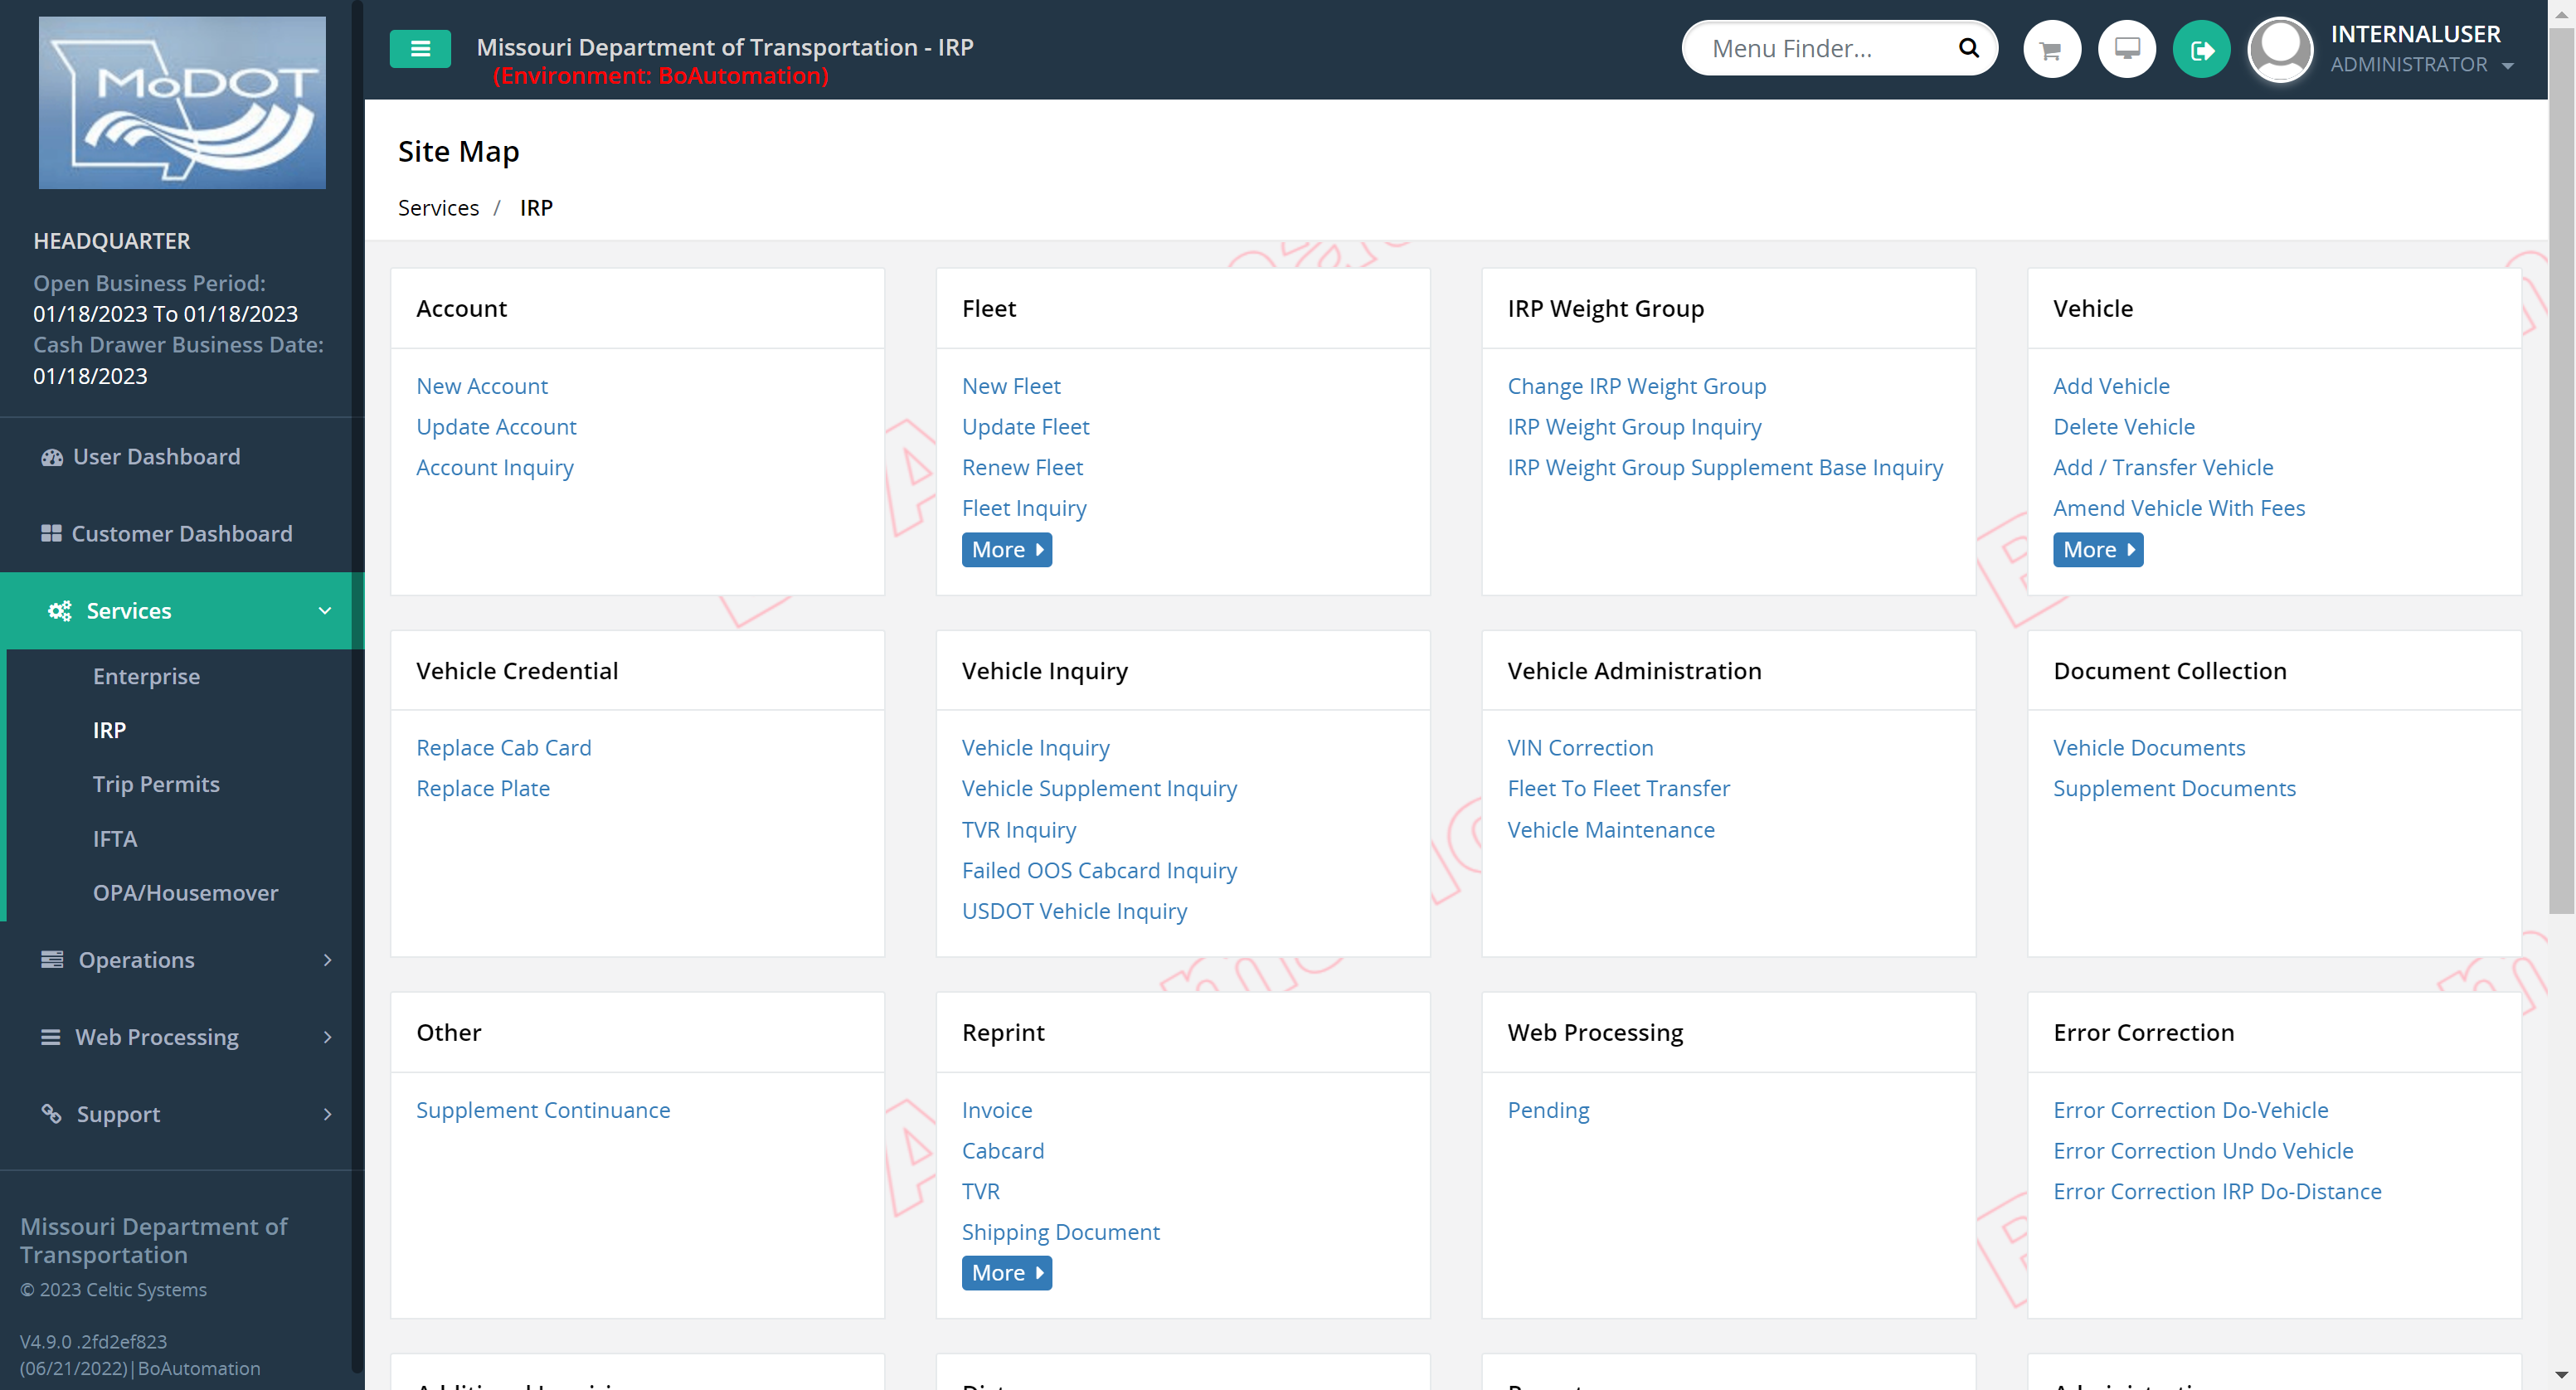 MoDOT
Missouri Department of Transportation - IRP
(Environment: BoAutomation)
Menu Finder...
INTERNALUSER
ADMINISTRATOR
HEADQUARTER
Open Business Period:
01/18/2023 To 01/18/2023
Cash Drawer Business Date:
01/18/2023
User Dashboard
Customer Dashboard
Services
Enterprise
IRP
Trip Permits
IFTA
OPA/Housemover
Operations
Web Processing
Support
Missouri Department of
Transportation
© 2023 Celtic Systems
V4.9.0 .2fd2ef823
(06/21/2022)|BoAutomation
Site Map
Services / IRP
Account
New Account
Update Account
Account Inquiry
Fleet
New Fleet
Update Fleet
Renew Fleet
Fleet Inquiry
More
IRP Weight Group
Change IRP Weight Group
IRP Weight Group Inquiry
IRP Weight Group Supplement Base Inquiry
Vehicle
Add Vehicle
Delete Vehicle
Add / Transfer Vehicle
Amend Vehicle With Fees
More
Vehicle Credential
Replace Cab Card
Replace Plate
Vehicle Inquiry
Vehicle Inquiry
Vehicle Supplement Inquiry
TVR Inquiry
Failed OOS Cabcard Inquiry
USDOT Vehicle Inquiry
Vehicle Administration
VIN Correction
Fleet To Fleet Transfer
Vehicle Maintenance
Document Collection
Vehicle Documents
Supplement Documents
Other
Supplement Continuance
Reprint
Invoice
Cabcard
TVR
Shipping Document
More
Web Processing
Pending
Error Correction
Error Correction Do-Vehicle
Error Correction Undo Vehicle
Error Correction IRP Do-Distance